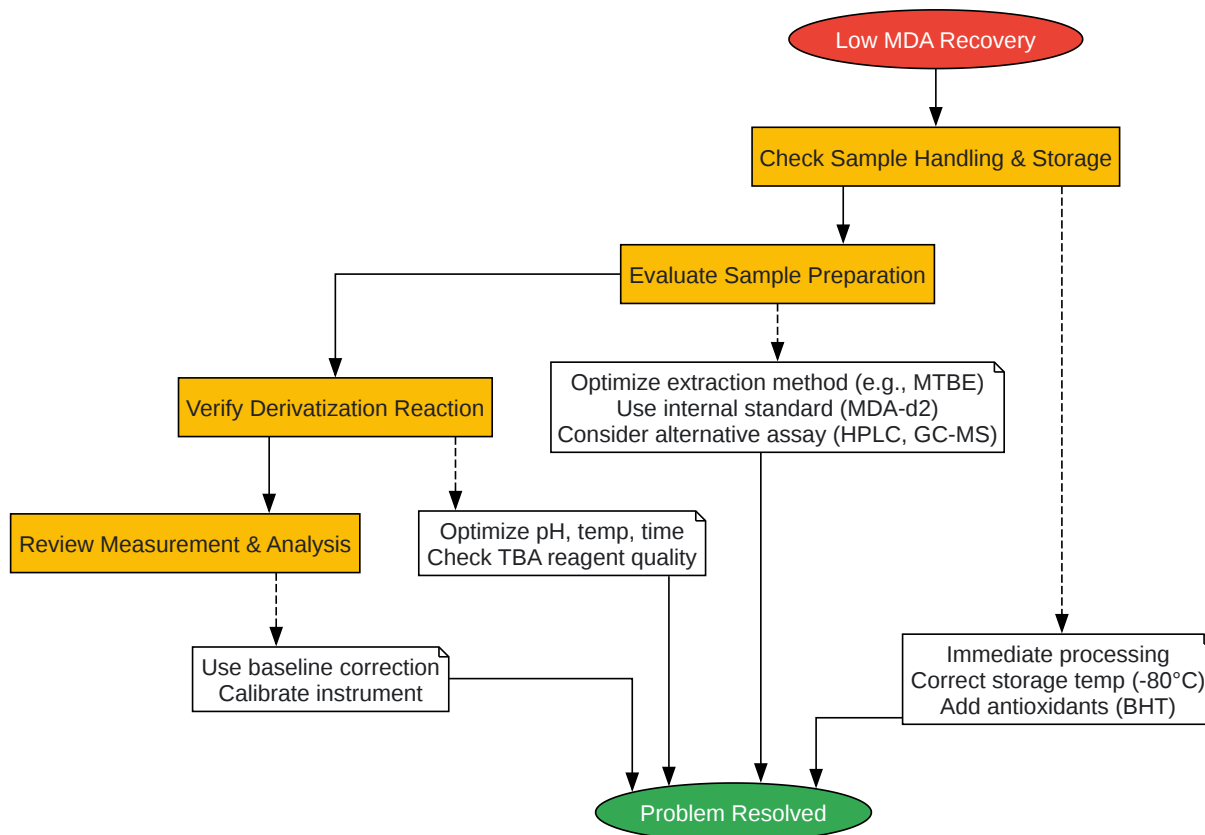 Low MDA Recovery
Check Sample Handling & Storage
Evaluate Sample Preparation
Optimize extraction method (e.g., MTBE)
Use internal standard (MDA-d2)
Consider alternative assay (HPLC, GC-MS)
Verify Derivatization Reaction
Optimize pH, temp, time
Check TBA reagent quality
Review Measurement & Analysis
Use baseline correction
Calibrate instrument
Immediate processing
Correct storage temp (-80°C)
Add antioxidants (BHT)
Problem Resolved